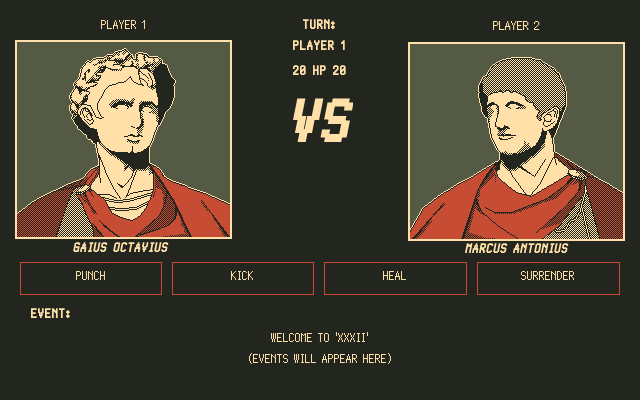 PLAYER 1
TURN:
PLAYER 1
20 HP 20
VS
PLAYER 2
GAIUS OCTAVIUS
MARCUS ANTONIUS
PUNCH
KICK
HEAL
SURRENDER
EVENT:
WELCOME TO 'XXXII'
(EVENTS WILL APPEAR HERE)